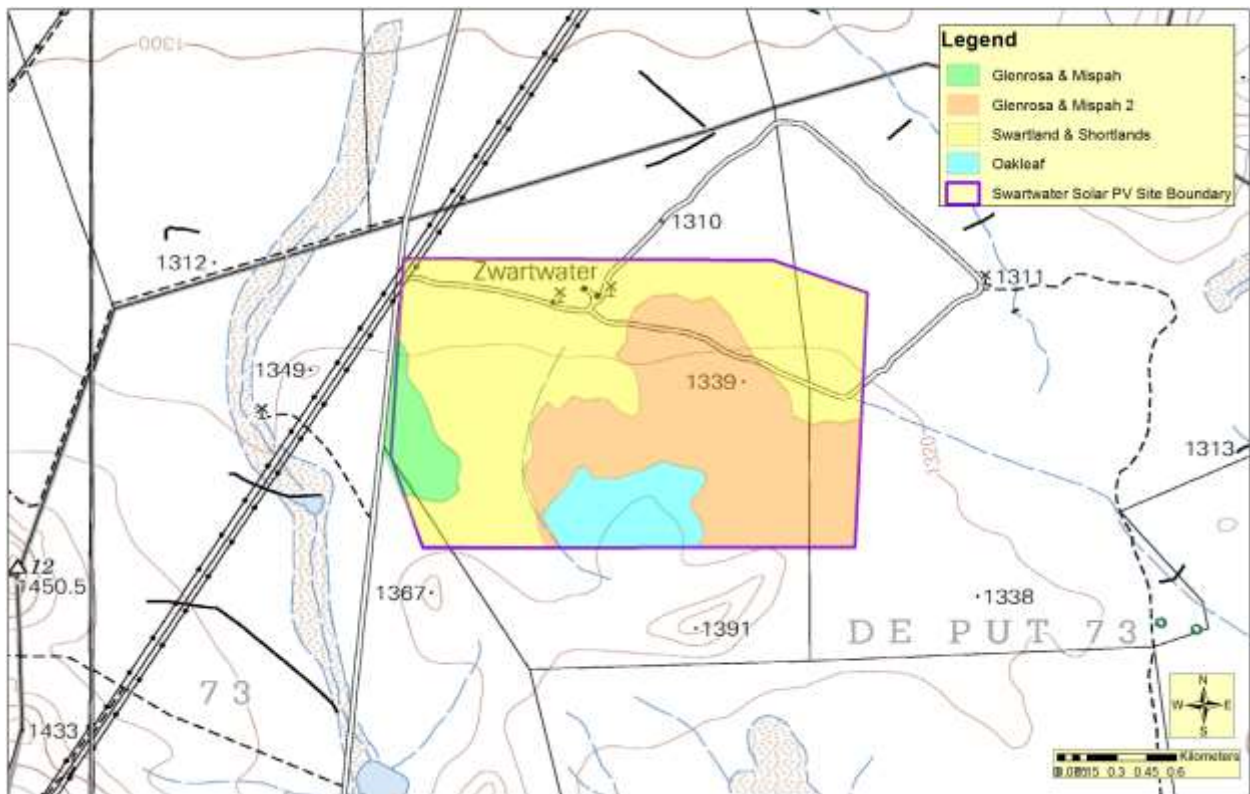 1300
Legend
Glenrosa & Mispah
Glenrosa & Mispah 2
Swartland & Shortlands
Oakleaf
Swartwater Solar PV Site Boundary
1310
1312
Zwartwater
1311
1349
1339
1320
1313
12
1450.5
1367
1338
1391
DE PUT 73
73
1433
N
W E
S
Kilometers
0.3 0.45 0.6